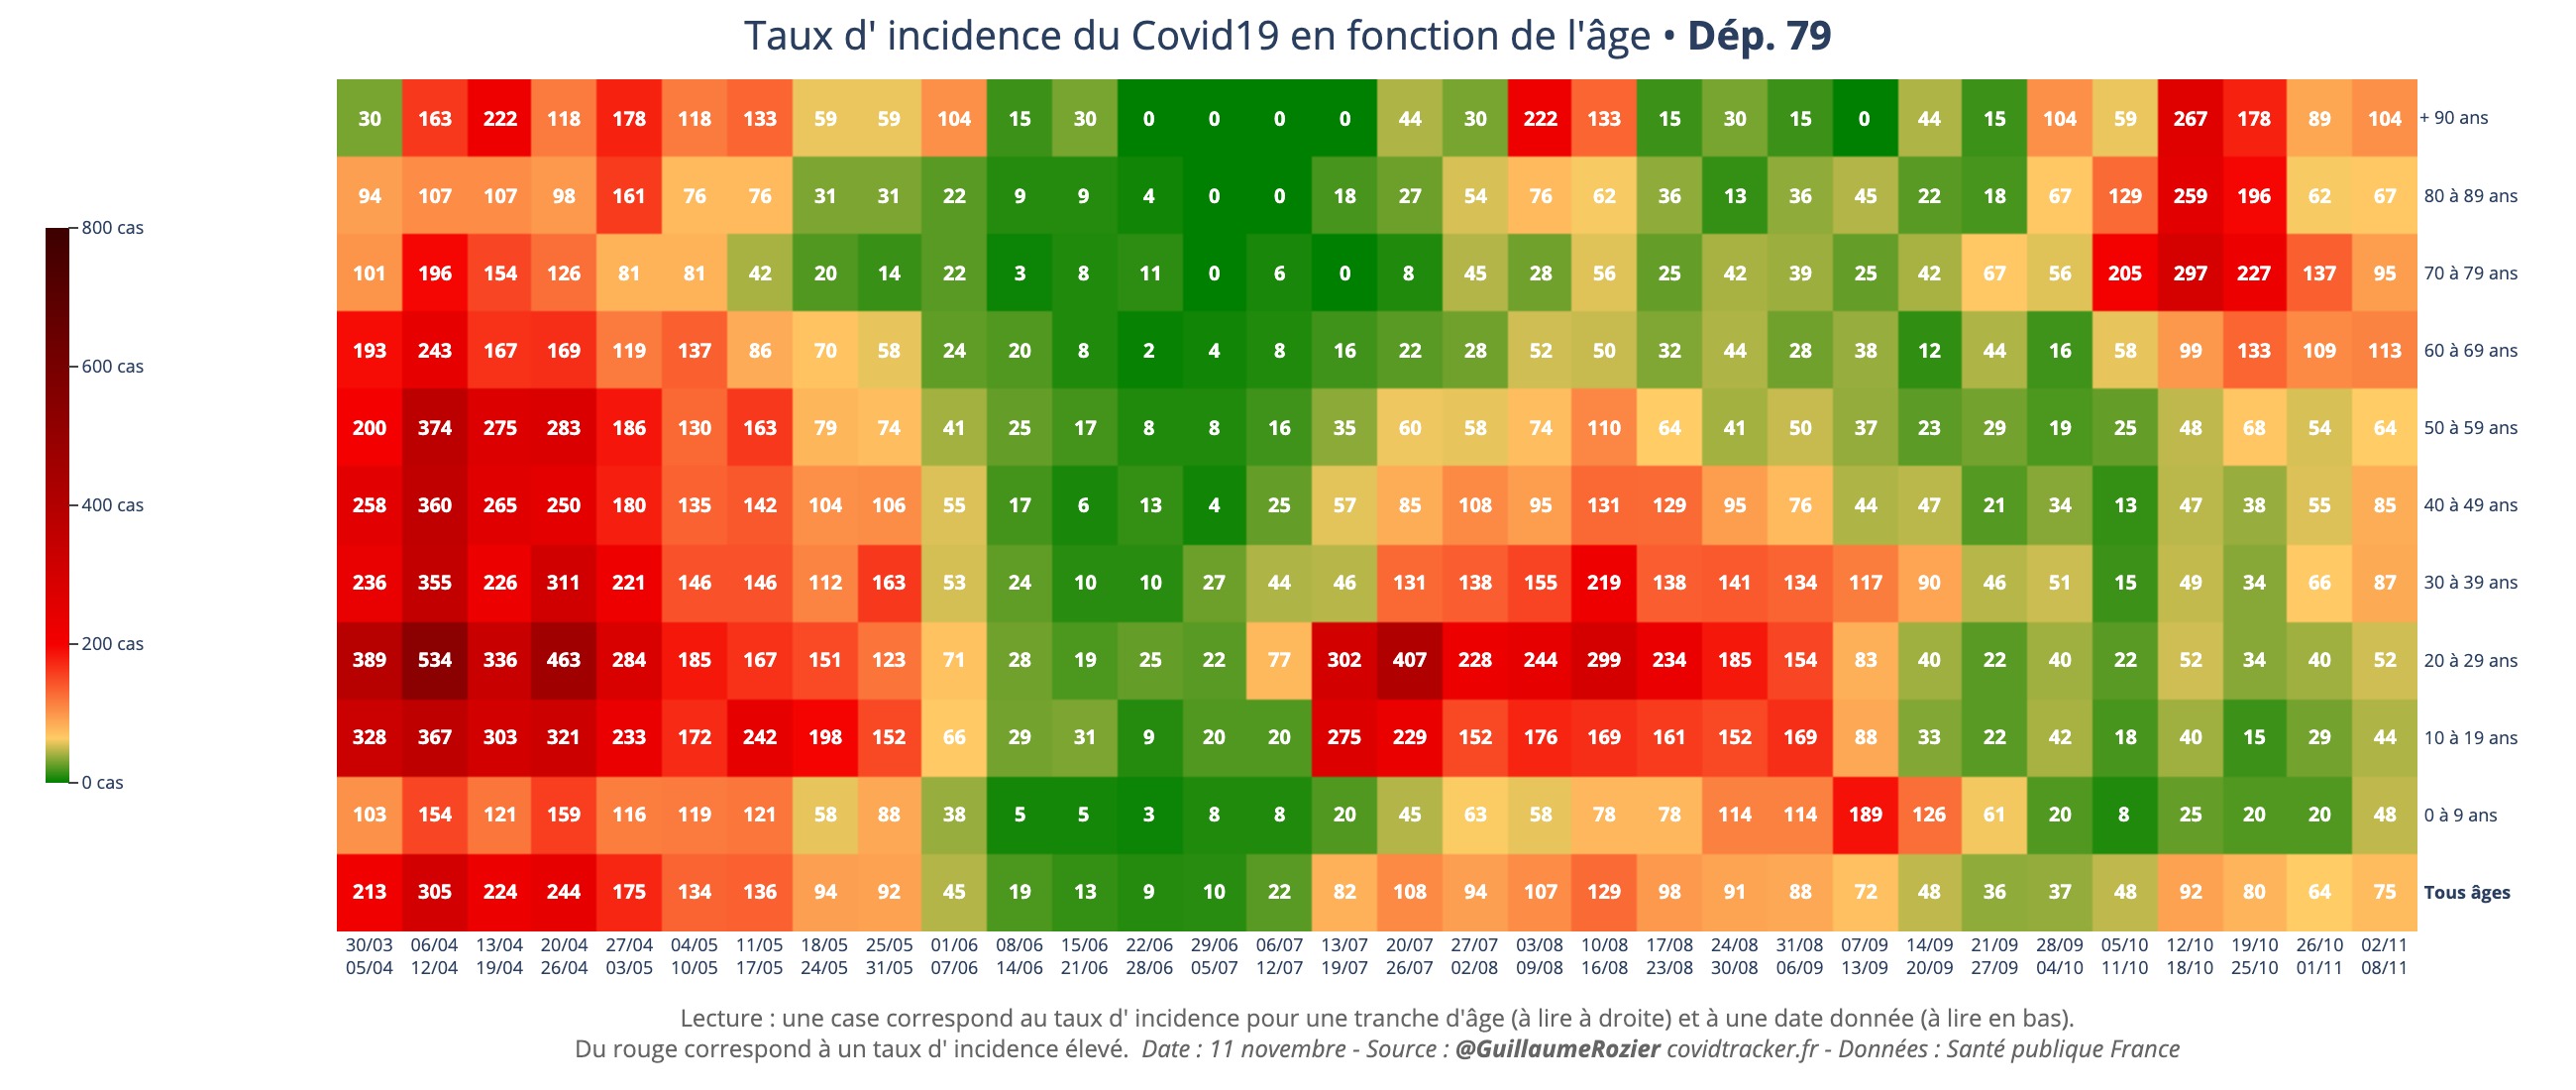 Taux d' incidence du Covid19 en fonction de l'âge • Dép. 79
30 163 222 118 178 118 133 59 59 104 15 30 0 0 0 0 44 30 222 133 15 30 15 0 44 15 104 59 267 178 89 104 + 90 ans
94 107 107 98 161 76 76 31 31 22 9 9 4 0 0 18 27 54 76 62 36 13 36 45 22 18 67 129 259 196 62 67 80 à 89 ans
800 cas
101 196 154 126 81 81 42 20 14 22 3 8 11 0 6 0 8 45 28 56 25 42 39 25 42 67 56 205 297 227 137 95 70 à 79 ans
193 243 167 169 119 137 86 70 58 24 20 8 2 4 8 16 22 28 52 50 32 44 28 38 12 44 16 58 99 133 109 113 60 à 69 ans
600 cas
200 374 275 283 186 130 163 79 74 41 25 17 8 8 16 35 60 58 74 110 64 41 50 37 23 29 19 25 48 68 54 64 50 à 59 ans
400 cas
258 360 265 250 180 135 142 104 106 55 17 6 13 4 25 57 85 108 95 131 129 95 76 44 47 21 34 13 47 38 55 85 40 à 49 ans
236 355 226 311 221 146 146 112 163 53 24 10 10 27 44 46 131 138 155 219 138 141 134 117 90 46 51 15 49 34 66 87 30 à 39 ans
200 cas
389 534 336 463 284 185 167 151 123 71 28 19 25 22 77 302 407 228 244 299 234 185 154 83 40 22 40 22 52 34 40 52 20 à 29 ans
328 367 303 321 233 172 242 198 152 66 29 31 9 20 20 275 229 152 176 169 161 152 169 88 33 22 42 18 40 15 29 44 10 à 19 ans
0 cas
103 154 121 159 116 119 121 58 88 38 5 5 3 8 8 20 45 63 58 78 78 114 114 189 126 61 20 8 25 20 20 48 0 à 9 ans
213 305 224 244 175 134 136 94 92 45 19 13 9 10 22 82 108 94 107 129 98 91 88 72 48 36 37 48 92 80 64 75 Tous âges
30/03 06/04 13/04 20/04 27/04 04/05 11/05 18/05 25/05 01/06 08/06 15/06 22/06 29/06 06/07 13/07 20/07 27/07 03/08 10/08 17/08 24/08 31/08 07/09 14/09 21/09 28/09 05/10 12/10 19/10 26/10 02/11
05/04 12/04 19/04 26/04 03/05 10/05 17/05 24/05 31/05 07/06 14/06 21/06 28/06 05/07 12/07 19/07 26/07 02/08 09/08 16/08 23/08 30/08 06/09 13/09 20/09 27/09 04/10 11/10 18/10 25/10 01/11 08/11
Lecture : une case correspond au taux d' incidence pour une tranche d'âge (à lire à droite) et à une date donnée (à lire en bas).
Du rouge correspond à un taux d' incidence élevé. Date : 11 novembre - Source : @GuillaumeRozier covidtracker.fr - Données : Santé publique France